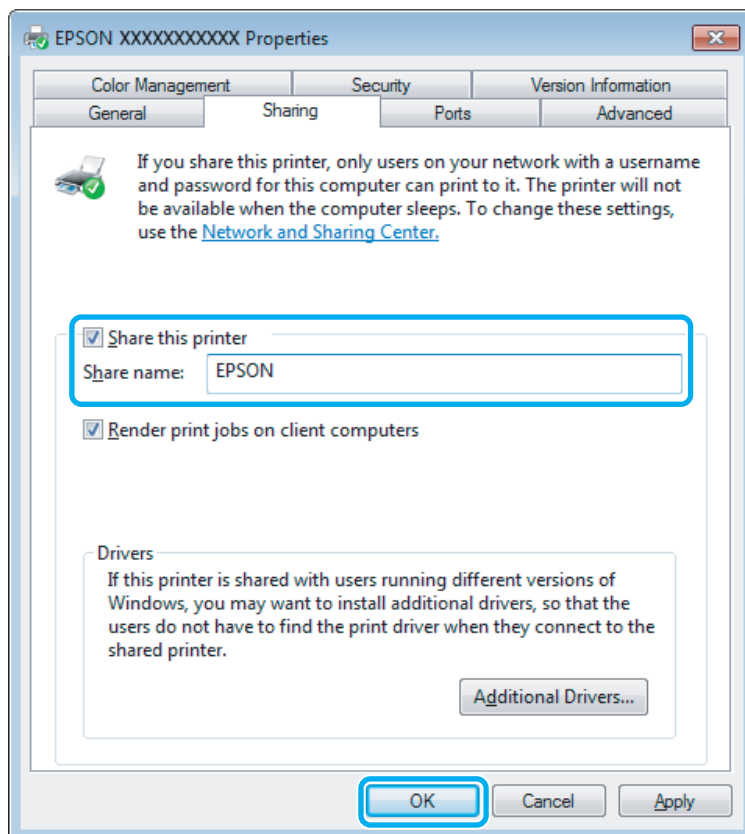 EPSON XXXXXXXXXXX Properties
Color Management Security Version Information
General Sharing Ports Advanced
If you share this printer, only users on your network with a username
and password for this computer can print to it. The printer will not
be available when the computer sleeps. To change these settings,
use the Network and Sharing Center.
Share this printer
Share name: EPSON
Render print jobs on client computers
Drivers
If this printer is shared with users running different versions of
Windows, you may want to install additional drivers, so that the
users do not have to find the print driver when they connect to the
shared printer.
Additional Drivers...
OK Cancel Apply